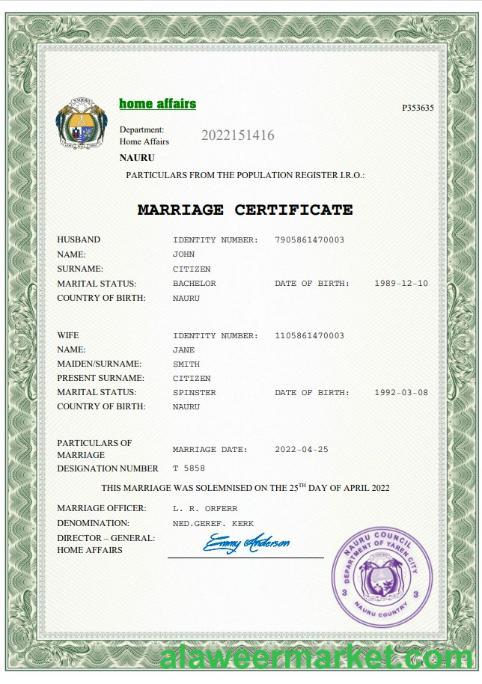 home affairs
P353635
Department:
Home Affairs
2022151416
NAURU
PARTICULARS FROM THE POPULATION REGISTER I.R.O.:
MARRIAGE CERTIFICATE
HUSBAND IDENTITY NUMBER: 7905861470003
NAME: JOHN
SURNAME: CITIZEN
MARITAL STATUS: BACHELOR DATE OF BIRTH: 1989-12-10
COUNTRY OF BIRTH: NAURU
WIFE IDENTITY NUMBER: 1105861470003
NAME: JANE
MAIDEN/SURNAME: SMITH
PRESENT SURNAME: CITIZEN
MARITAL STATUS: SPINSTER DATE OF BIRTH: 1992-03-08
COUNTRY OF BIRTH: NAURU
PARTICULARS OF
MARRIAGE MARRIAGE DATE: 2022-04-25
DESIGNATION NUMBER T 5858
THIS MARRIAGE WAS SOLEMNISED ON THE 25TH DAY OF APRIL 2022
MARRIAGE OFFICER: L. R. ORFERR
DENOMINATION: NED.GEREF. KERK
DIRECTOR – GENERAL:
HOME AFFAIRS
Emmy Anderson
NAURU COUNCIL
DEPARTMENT OF YAREN CITY
NAURU COUNTRY
alaweermarket.com